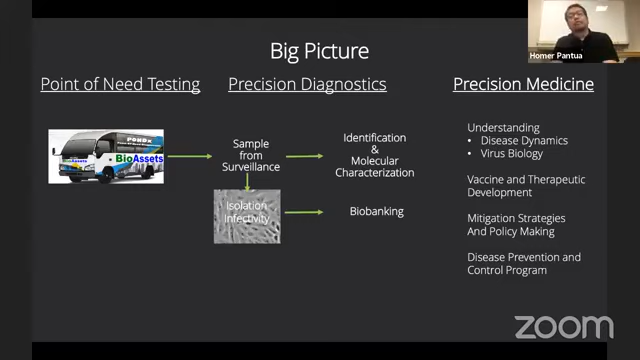 Big Picture
Homer Pantua
Point of Need Testing
Precision Diagnostics
Precision Medicine
PONDx
BioAssets
Sample
from
Surveillance
Identification
&
Molecular
Characterization
Isolation
Infectivity
Biobanking
Understanding
• Disease Dynamics
• Virus Biology
Vaccine and Therapeutic
Development
Mitigation Strategies
And Policy Making
Disease Prevention and
Control Program
zoom